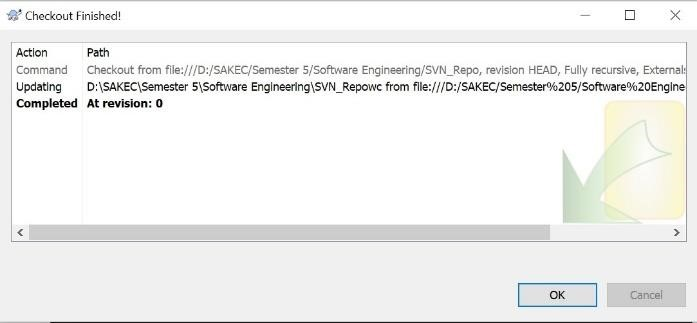 Checkout Finished!
Action Path
Command Checkout from file:///D:/SAKEC/Semester 5/Software Engineering/SVN_Repo, revision HEAD, Fully recursive, Externals
Updating D:\SAKEC\Semester 5\Software Engineering\SVN_Repowc from file:///D:/SAKEC/Semester%205/Software%20Engine
Completed At revision: 0
OK Cancel